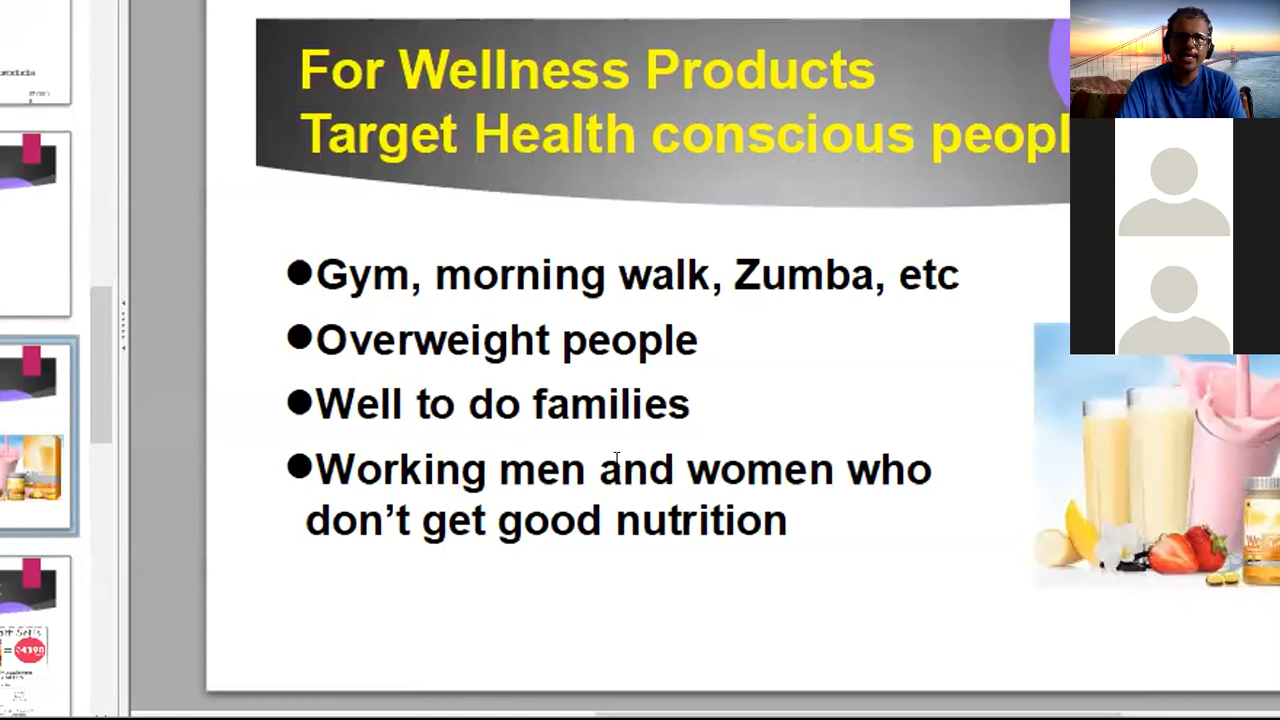 For Wellness Products
Target Health conscious peopl
Gym, morning walk, Zumba, etc
Overweight people
Well to do families
Working men and women who
don't get good nutrition